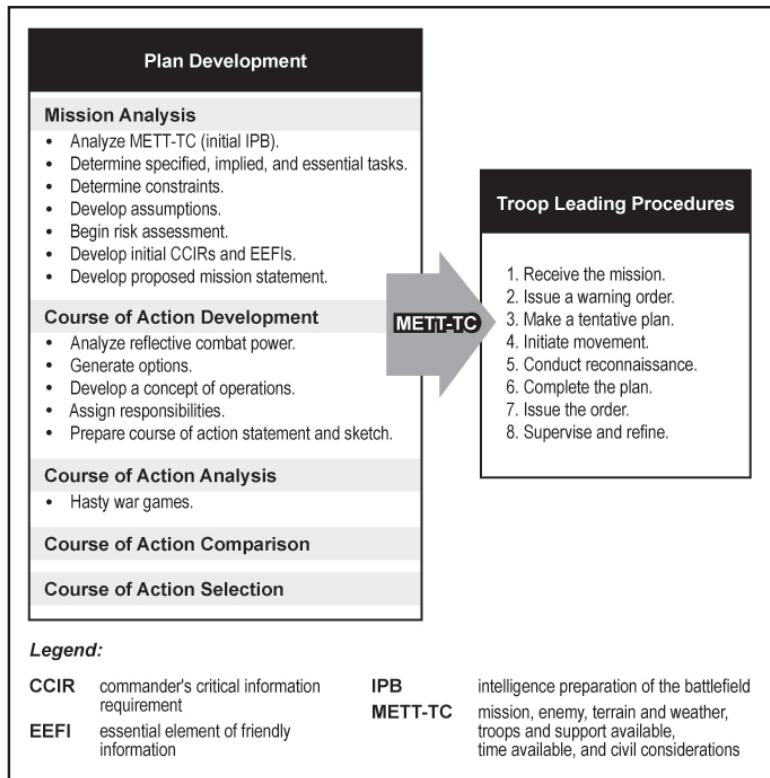 Plan Development
Mission Analysis
• Analyze METT-TC (initial IPB).
• Determine specified, implied, and essential tasks.
• Determine constraints.
• Develop assumptions.
• Begin risk assessment.
• Develop initial CCIRs and EEFIs.
• Develop proposed mission statement.
Course of Action Development
• Analyze reflective combat power.
• Generate options.
• Develop a concept of operations.
• Assign responsibilities.
• Prepare course of action statement and sketch.
Course of Action Analysis
• Hasty war games.
Course of Action Comparison
Course of Action Selection
METT-TC
Troop Leading Procedures
1. Receive the mission.
2. Issue a warning order.
3. Make a tentative plan.
4. Initiate movement.
5. Conduct reconnaissance.
6. Complete the plan.
7. Issue the order.
8. Supervise and refine.
Legend:
CCIR commander's critical information
requirement
EEFI essential element of friendly
information
IPB intelligence preparation of the battlefield
METT-TC mission, enemy, terrain and weather,
troops and support available,
time available, and civil considerations